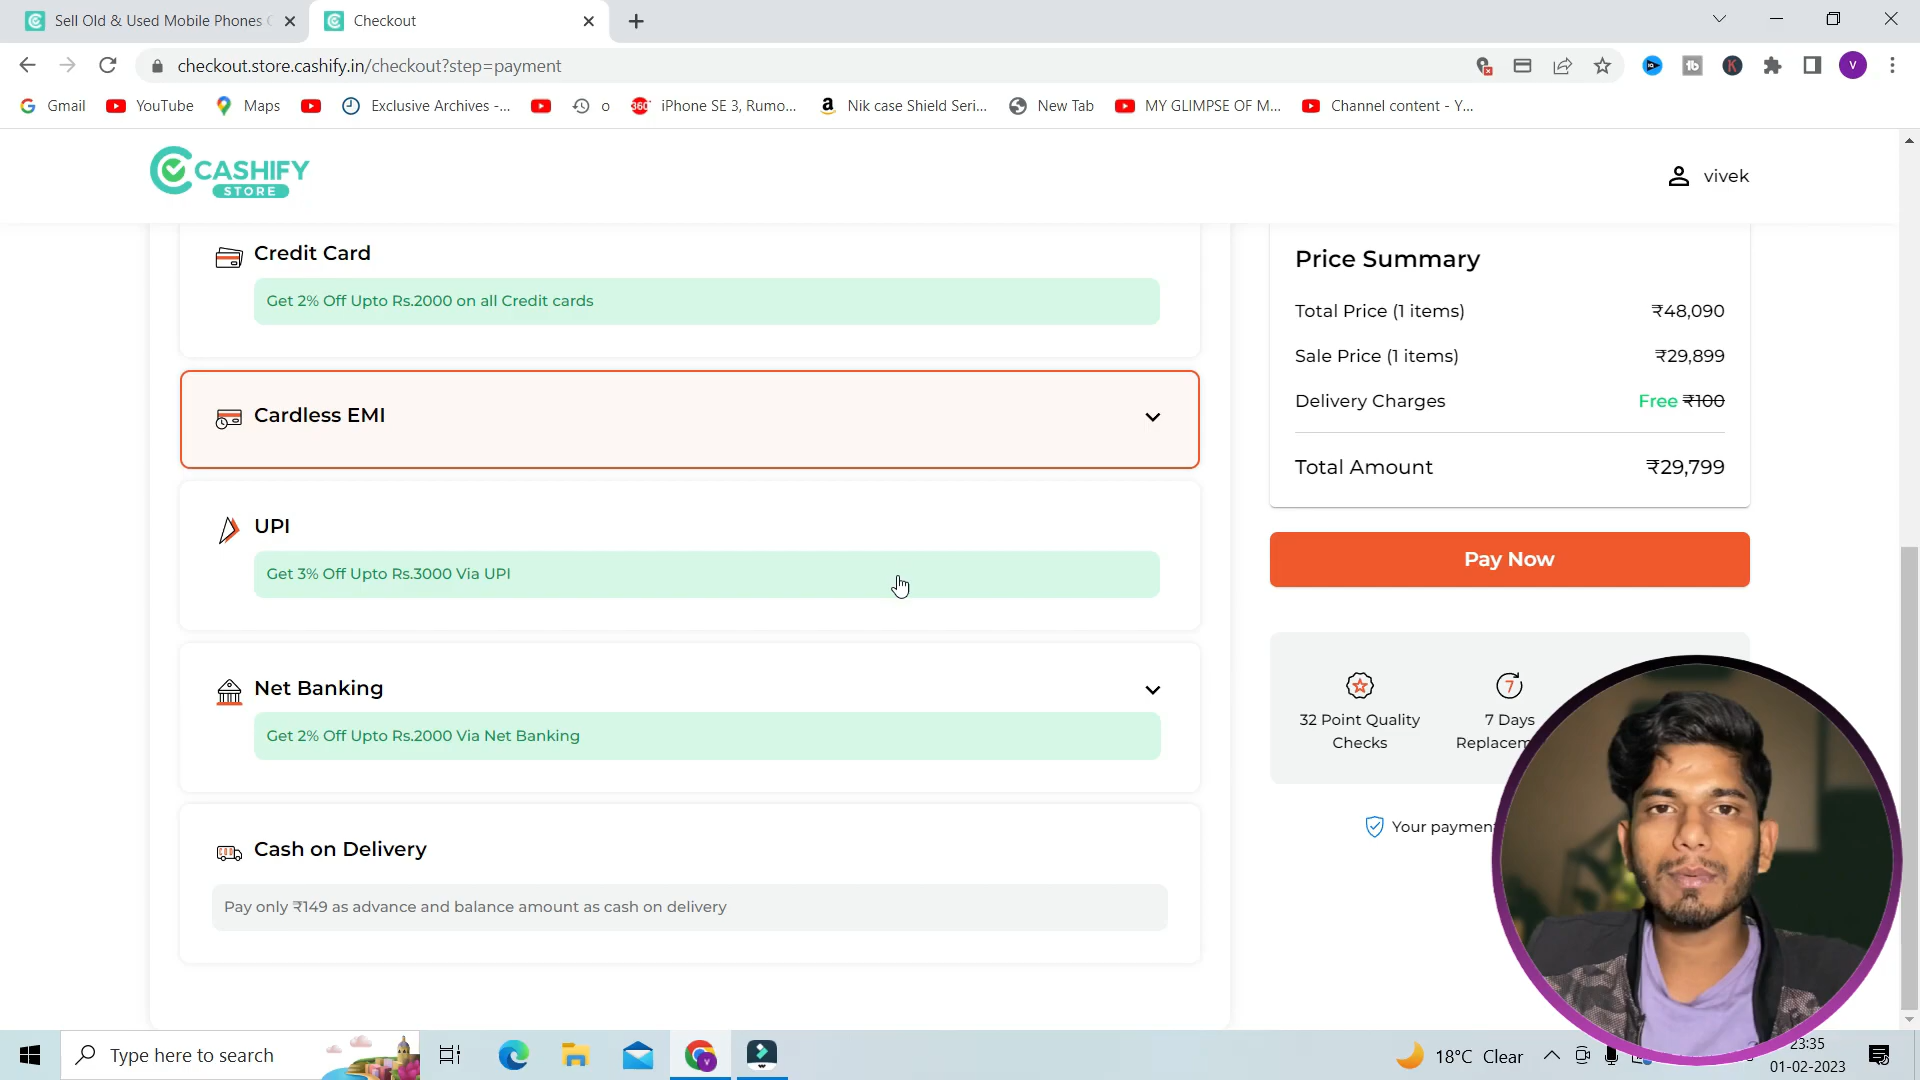 Sell Old & Used Mobile Phones
Checkout
checkout.store.cashify.in/checkout?step=payment
Gmail
YouTube
Maps
Exclusive Archives -...
o
iPhone SE 3, Rumo...
Nik case Shield Seri...
New Tab
MY GLIMPSE OF M...
Channel content - Y...
CASHIFY
STORE
vivek
Credit Card
Get 2% Off Upto Rs.2000 on all Credit cards
Cardless EMI
UPI
Get 3% Off Upto Rs.3000 Via UPI
Net Banking
Get 2% Off Upto Rs.2000 Via Net Banking
Cash on Delivery
Pay only ₹149 as advance and balance amount as cash on delivery
Price Summary
Total Price (1 items) ₹48,090
Sale Price (1 items) ₹29,899
Delivery Charges Free ₹100
Total Amount ₹29,799
Pay Now
32 Point Quality
Checks
7
7 Days
Replacem
Your paymen
Type here to search
18°C Clear
23:35
01-02-2023